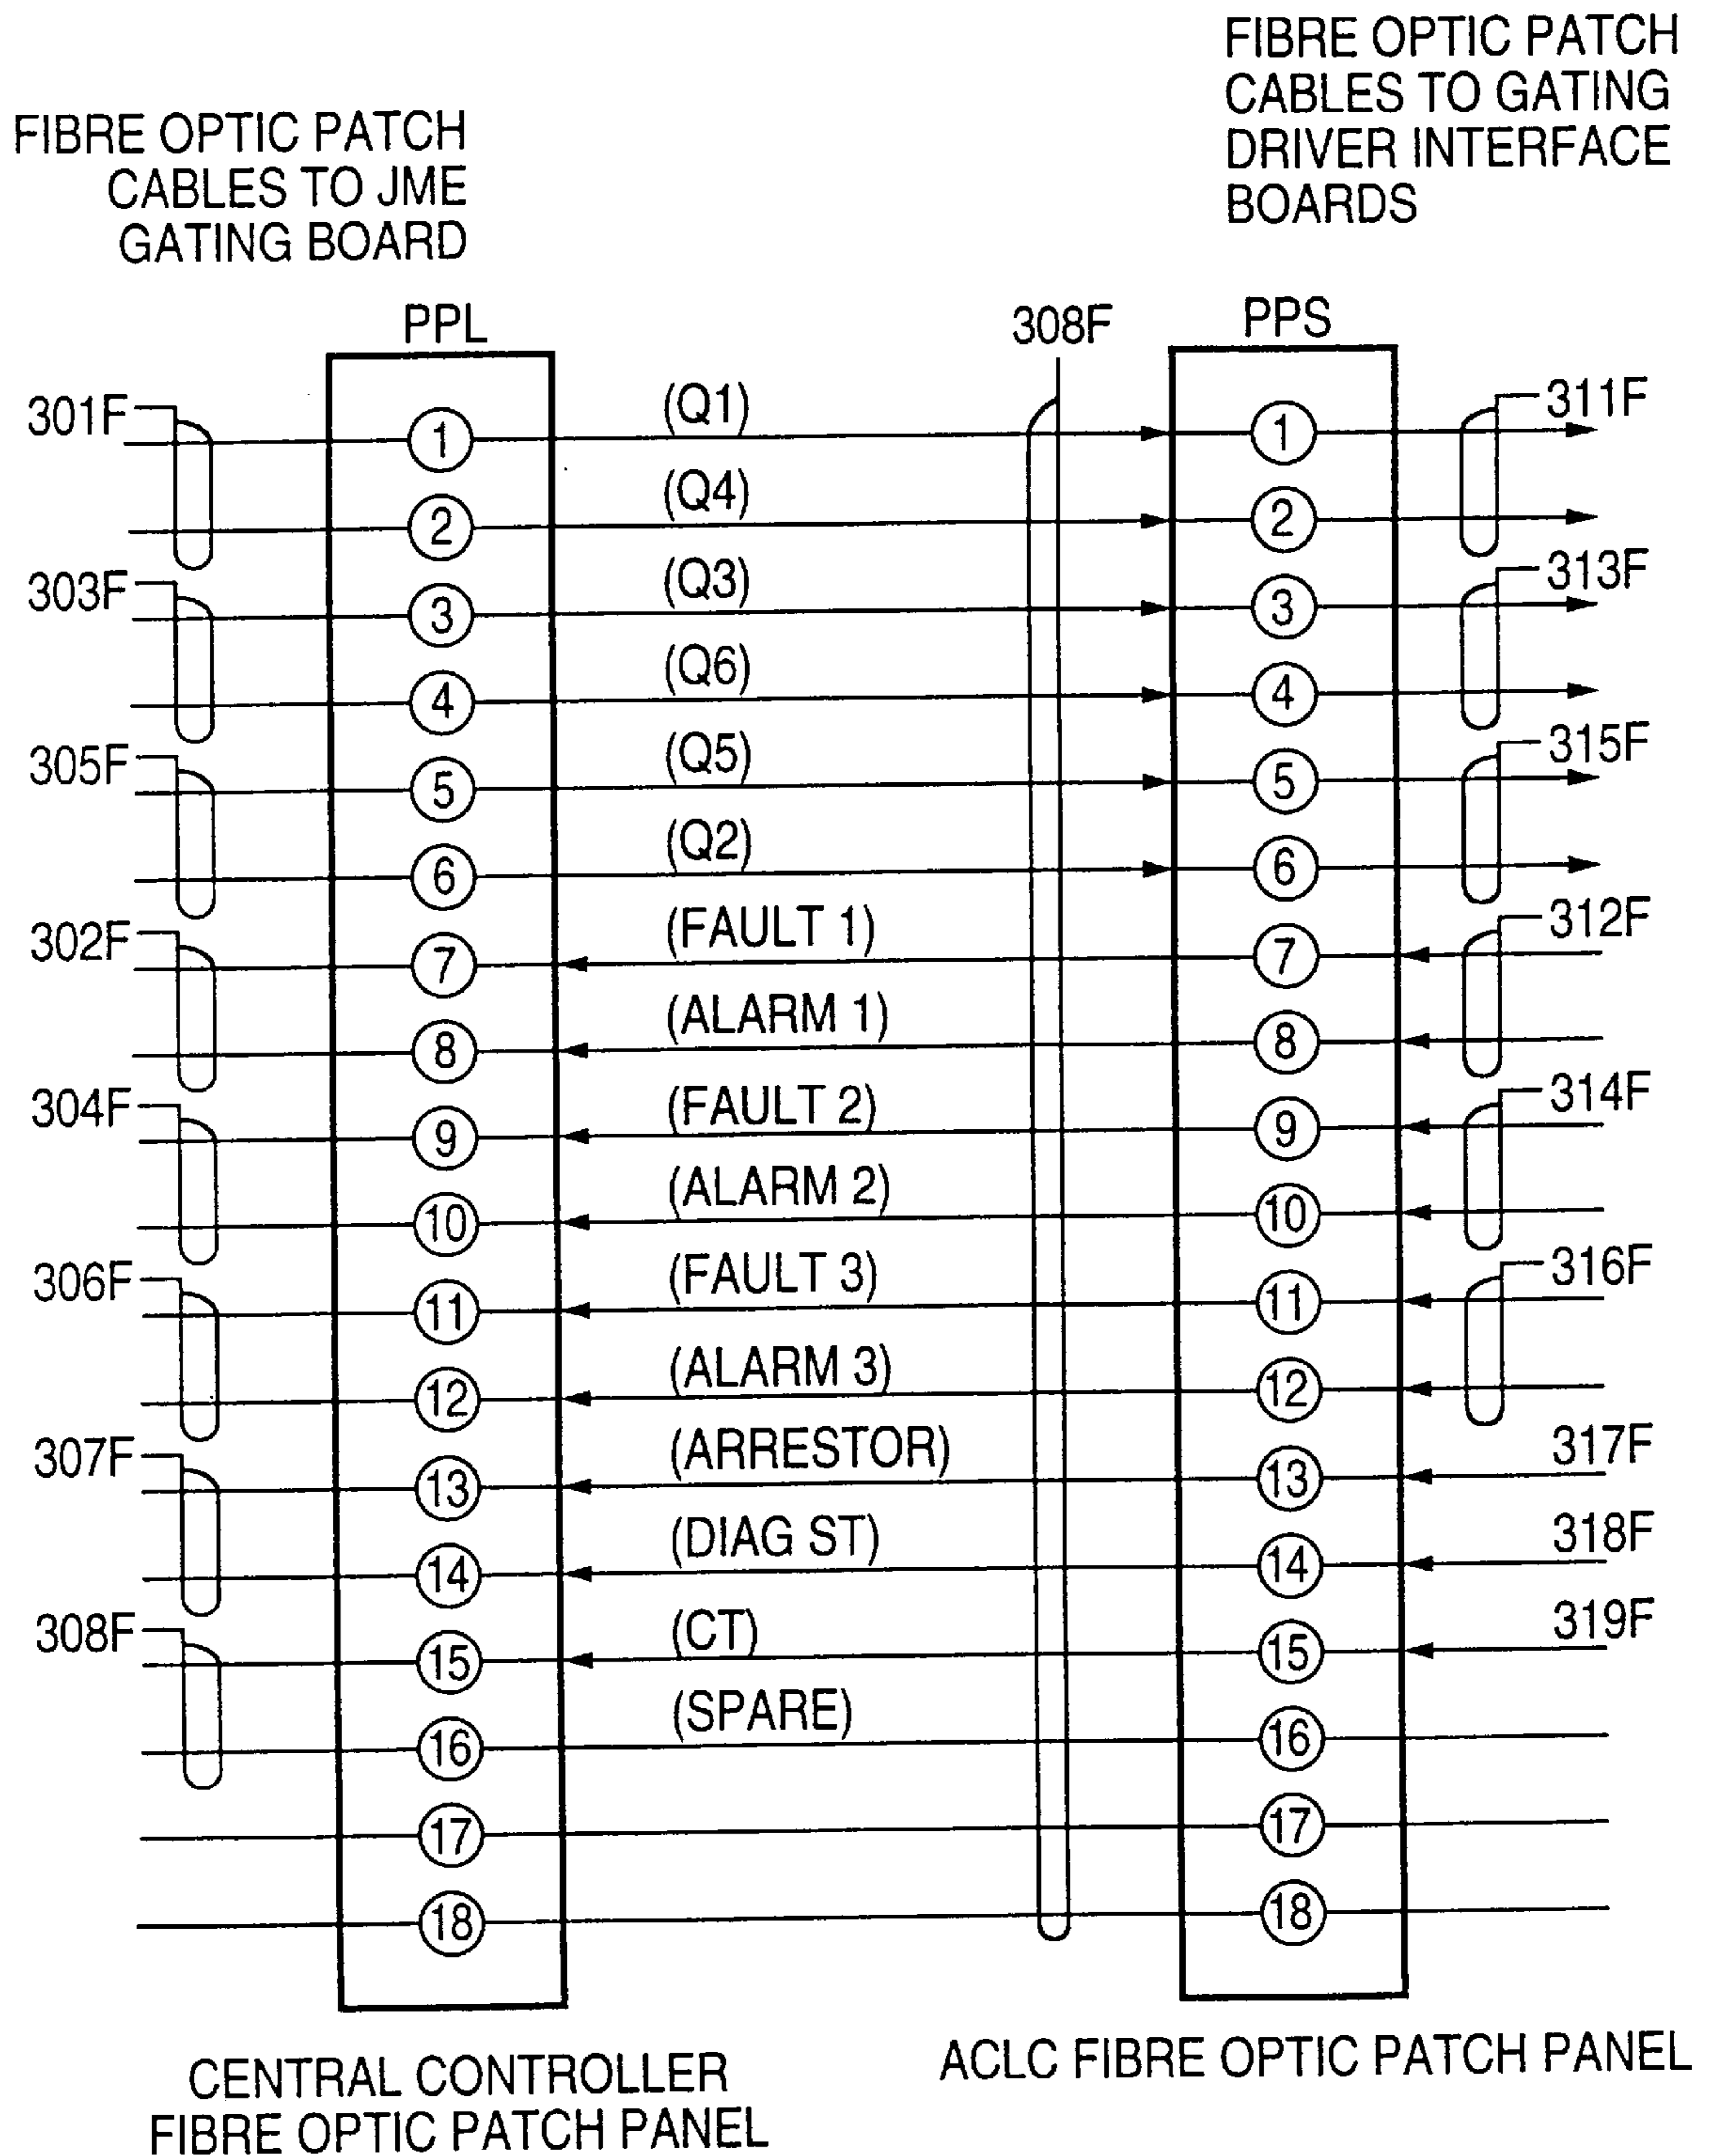 FIBRE OPTIC PATCH
CABLES TO JME
GATING BOARD
FIBRE OPTIC PATCH
CABLES TO GATING
DRIVER INTERFACE
BOARDS
PPL
308F
PPS
301F
1
(Q1)
1
311F
2
(Q4)
2
303F
3
(Q3)
3
313F
4
(Q6)
4
305F
5
(Q5)
5
315F
6
(Q2)
6
302F
7
(FAULT 1)
7
312F
8
(ALARM 1)
8
304F
9
(FAULT 2)
9
314F
10
(ALARM 2)
10
306F
11
(FAULT 3)
11
316F
12
(ALARM 3)
12
307F
13
(ARRESTOR)
13
317F
14
(DIAG ST)
14
318F
308F
15
(CT)
15
319F
16
(SPARE)
16
17
17
18
18
CENTRAL CONTROLLER
FIBRE OPTIC PATCH PANEL
ACLC FIBRE OPTIC PATCH PANEL